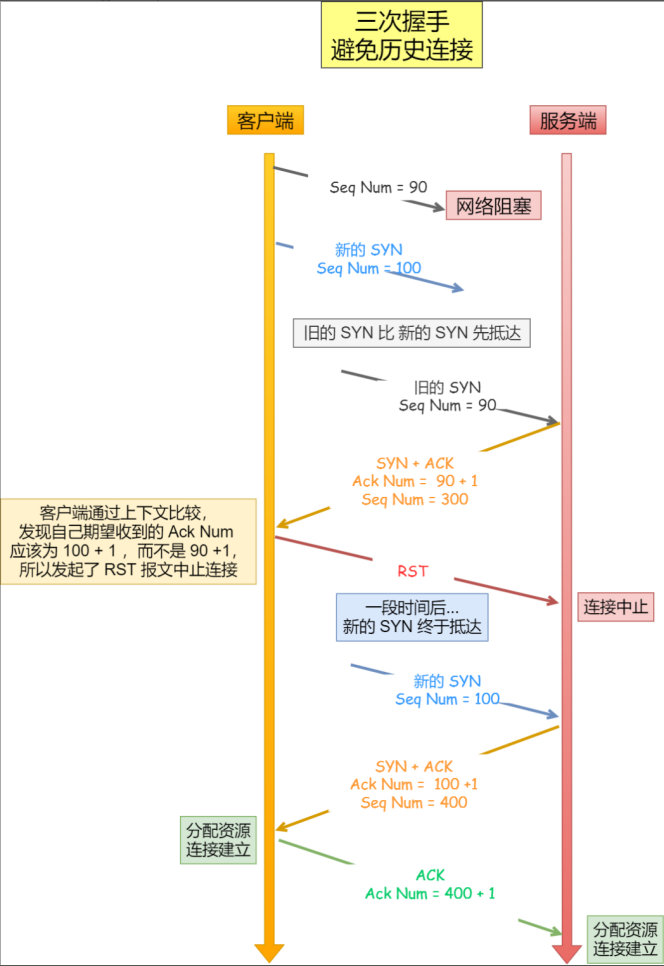 三次握手
避免历史连接
客户端
服务端
Seq Num = 90
网络阻塞
新的 SYN
Seq Num = 100
旧的 SYN 比 新的 SYN 先抵达
旧的 SYN
Seq Num = 90
SYN + ACK
Ack Num = 90 + 1
Seq Num = 300
客户端通过上下文比较，
发现自己期望收到的 Ack Num
应该为 100 + 1 ，而不是 90 +1，
所以发起了 RST 报文中止连接
RST
连接中止
一段时间后...
新的 SYN 终于抵达
新的 SYN
Seq Num = 100
SYN + ACK
Ack Num = 100 +1
Seq Num = 400
分配资源
连接建立
ACK
Ack Num = 400 + 1
分配资源
连接建立